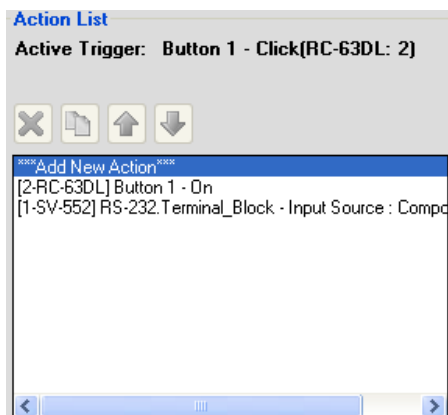 Action List
Active Trigger: Button 1 - Click(RC-63DL: 2)
***Add New Action***
[2-RC-63DL] Button 1 - On
[1-SV-552] RS-232.Terminal_Block - Input Source : Compo